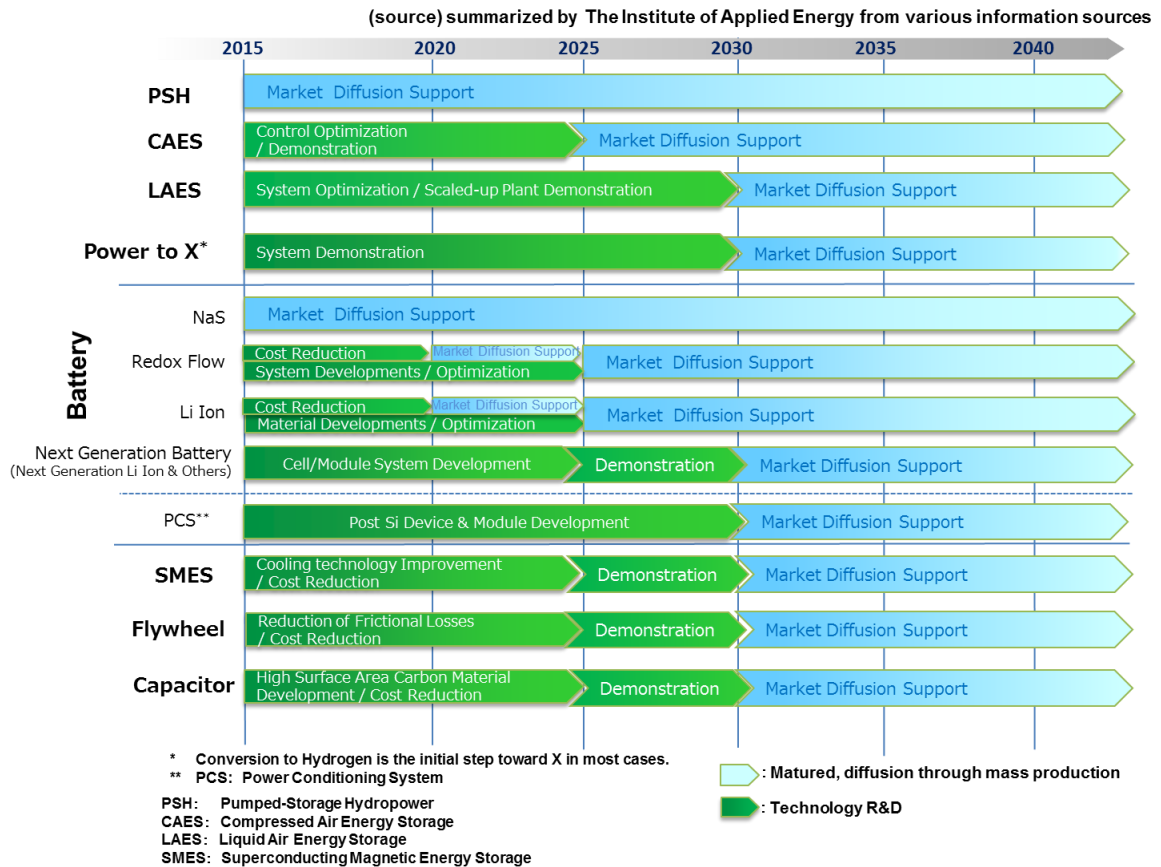 (source) summarized by The Institute of Applied Energy from various information sources
2015 2020 2025 2030 2035 2040
PSH
Market Diffusion Support
CAES
Control Optimization
/ Demonstration
Market Diffusion Support
LAES
System Optimization / Scaled-up Plant Demonstration
Market Diffusion Support
Power to X*
System Demonstration
Market Diffusion Support
Battery
NaS
Market Diffusion Support
Redox Flow
Cost Reduction
Market Diffusion Support
System Developments / Optimization
Market Diffusion Support
Li Ion
Cost Reduction
Market Diffusion Support
Material Developments / Optimization
Market Diffusion Support
Next Generation Battery
(Next Generation Li Ion & Others)
Cell/Module System Development
Demonstration
Market Diffusion Support
PCS**
Post Si Device & Module Development
Market Diffusion Support
SMES
Cooling technology Improvement
/ Cost Reduction
Demonstration
Market Diffusion Support
Flywheel
Reduction of Frictional Losses
/ Cost Reduction
Demonstration
Market Diffusion Support
Capacitor
High Surface Area Carbon Material
Development / Cost Reduction
Demonstration
Market Diffusion Support
* Conversion to Hydrogen is the initial step toward X in most cases.
** PCS: Power Conditioning System
PSH: Pumped-Storage Hydropower
CAES: Compressed Air Energy Storage
LAES: Liquid Air Energy Storage
SMES: Superconducting Magnetic Energy Storage
: Matured, diffusion through mass production
: Technology R&D